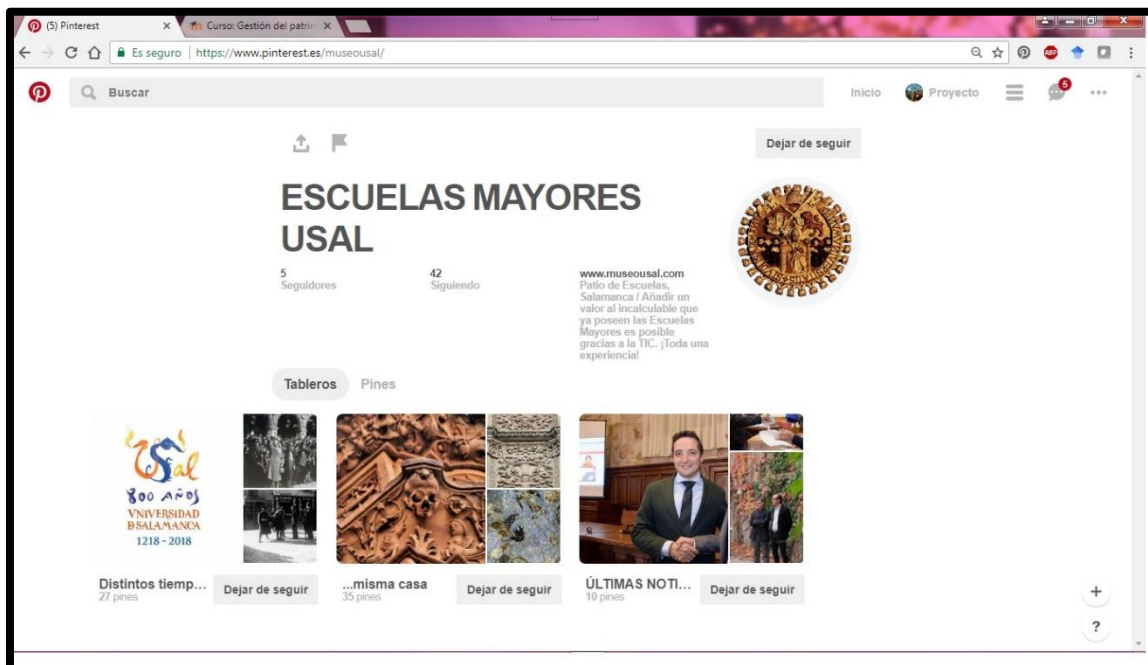 (5) Pinterest
Curso: Gestión del patri
Es seguro | https://www.pinterest.es/museousal/
ABP
Buscar
Inicio
Proyecto
5
Dejar de seguir
ESCUELAS MAYORES
USAL
5
Seguidores
42
Siguiendo
www.museousal.com
Patio de Escuelas,
Salamanca / Añadir un
valor al incalculable que
ya poseen las Escuelas
Mayores es posible
gracias a la TIC. ¡Toda una
experiencia!
Tableros
Pines
Usal
800 AÑOS
VNIVERSIDAD
DSALAMANCA
1218 - 2018
Distintos tiemp...
27 pines
Dejar de seguir
...misma casa
35 pines
Dejar de seguir
ÚLTIMAS NOTI...
10 pines
Dejar de seguir
+
?